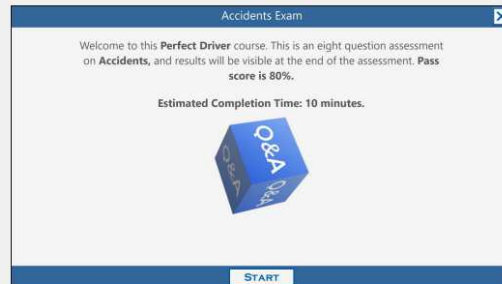 Accidents Exam
Welcome to this Perfect Driver course. This is an eight question assessment
on Accidents, and results will be visible at the end of the assessment. Pass
score is 80%.
Estimated Completion Time: 10 minutes.
Q&A
Q&A
Q&A
START